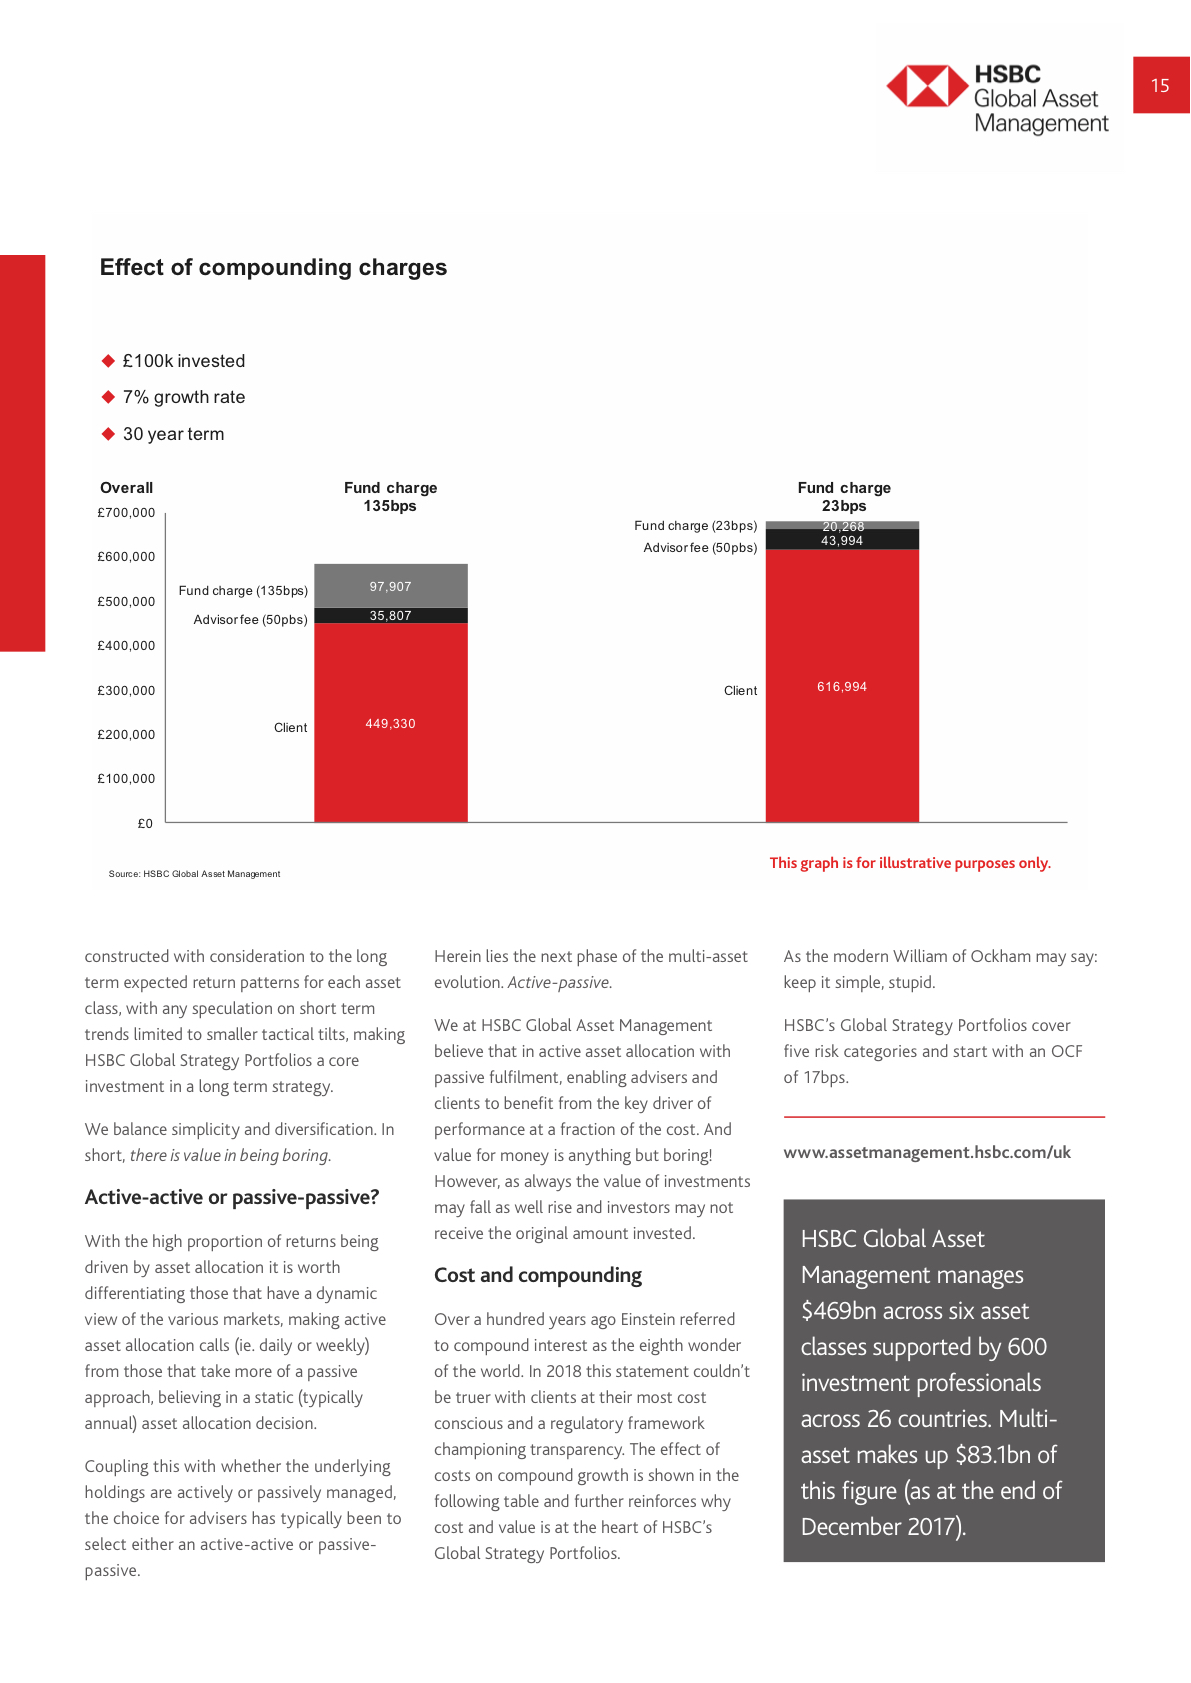 HSBC
Global Asset
Management
15
Effect of compounding charges
£100k invested
7% growth rate
30 year term
Overall
£700,000
£600,000
£500,000
£400,000
£300,000
£200,000
£100,000
£0
Fund charge
135bps
Fund charge (135bps)
97,907
Advisor fee (50pbs)
35,807
Client
449,330
Fund charge
23bps
Fund charge (23bps)
20,268
Advisor fee (50pbs)
43,994
Client
616,994
This graph is for illustrative purposes only.
Source: HSBC Global Asset Management
constructed with consideration to the long
term expected return patterns for each asset
class, with any speculation on short term
trends limited to smaller tactical tilts, making
HSBC Global Strategy Portfolios a core
investment in a long term strategy.
We balance simplicity and diversification. In
short, there is value in being boring.
Active-active or passive-passive?
With the high proportion of returns being
driven by asset allocation it is worth
differentiating those that have a dynamic
view of the various markets, making active
asset allocation calls (ie. daily or weekly)
from those that take more of a passive
approach, believing in a static (typically
annual) asset allocation decision.
Coupling this with whether the underlying
holdings are actively or passively managed,
the choice for advisers has typically been to
select either an active-active or passive-
passive.
Herein lies the next phase of the multi-asset
evolution. Active-passive.
We at HSBC Global Asset Management
believe that in active asset allocation with
passive fulfilment, enabling advisers and
clients to benefit from the key driver of
performance at a fraction of the cost. And
value for money is anything but boring!
However, as always the value of investments
may fall as well rise and investors may not
receive the original amount invested.
Cost and compounding
Over a hundred years ago Einstein referred
to compound interest as the eighth wonder
of the world. In 2018 this statement couldn't
be truer with clients at their most cost
conscious and a regulatory framework
championing transparency. The effect of
costs on compound growth is shown in the
following table and further reinforces why
cost and value is at the heart of HSBC's
Global Strategy Portfolios.
As the modern William of Ockham may say:
keep it simple, stupid.
HSBC's Global Strategy Portfolios cover
five risk categories and start with an OCF
of 17bps.
www.assetmanagement.hsbc.com/uk
HSBC Global Asset
Management manages
$469bn across six asset
classes supported by 600
investment professionals
across 26 countries. Multi-
asset makes up $83.1bn of
this figure (as at the end of
December 2017).